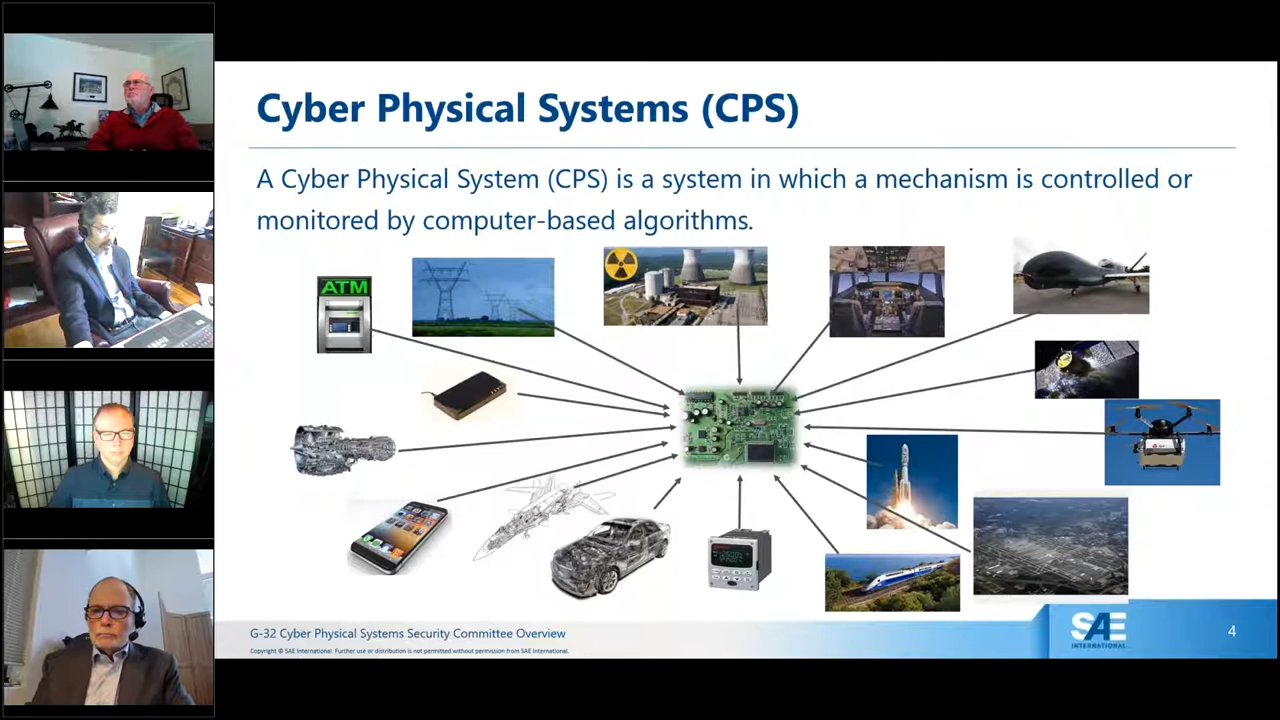 Cyber Physical Systems (CPS)
A Cyber Physical System (CPS) is a system in which a mechanism is controlled or
monitored by computer-based algorithms.
ATM
G-32 Cyber Physical Systems Security Committee Overview
Copyright © SAE International. Further use or distribution is not permitted without permission from SAE International.
SAE
INTERNATIONAL
4